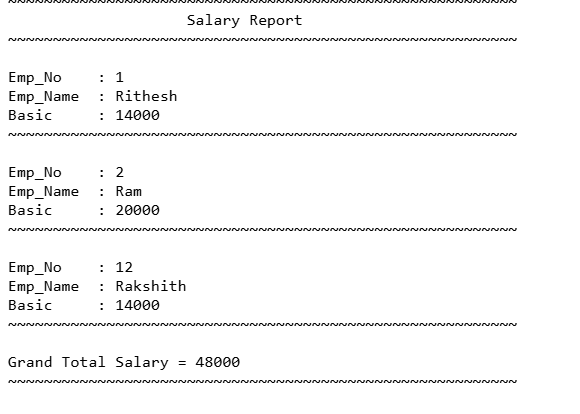 ~~~~~~~~~~~~~~~~~~~~~~~~~~~~~~~~~~~~~~~~~~~~~~~~~~~~~~~~~
                    Salary Report
~~~~~~~~~~~~~~~~~~~~~~~~~~~~~~~~~~~~~~~~~~~~~~~~~~~~~~~~~
Emp_No    : 1
Emp_Name  : Rithesh
Basic     : 14000
~~~~~~~~~~~~~~~~~~~~~~~~~~~~~~~~~~~~~~~~~~~~~~~~~~~~~~~~~
Emp_No    : 2
Emp_Name  : Ram
Basic     : 20000
~~~~~~~~~~~~~~~~~~~~~~~~~~~~~~~~~~~~~~~~~~~~~~~~~~~~~~~~~
Emp_No    : 12
Emp_Name  : Rakshith
Basic     : 14000
~~~~~~~~~~~~~~~~~~~~~~~~~~~~~~~~~~~~~~~~~~~~~~~~~~~~~~~~~
Grand Total Salary = 48000
~~~~~~~~~~~~~~~~~~~~~~~~~~~~~~~~~~~~~~~~~~~~~~~~~~~~~~~~~